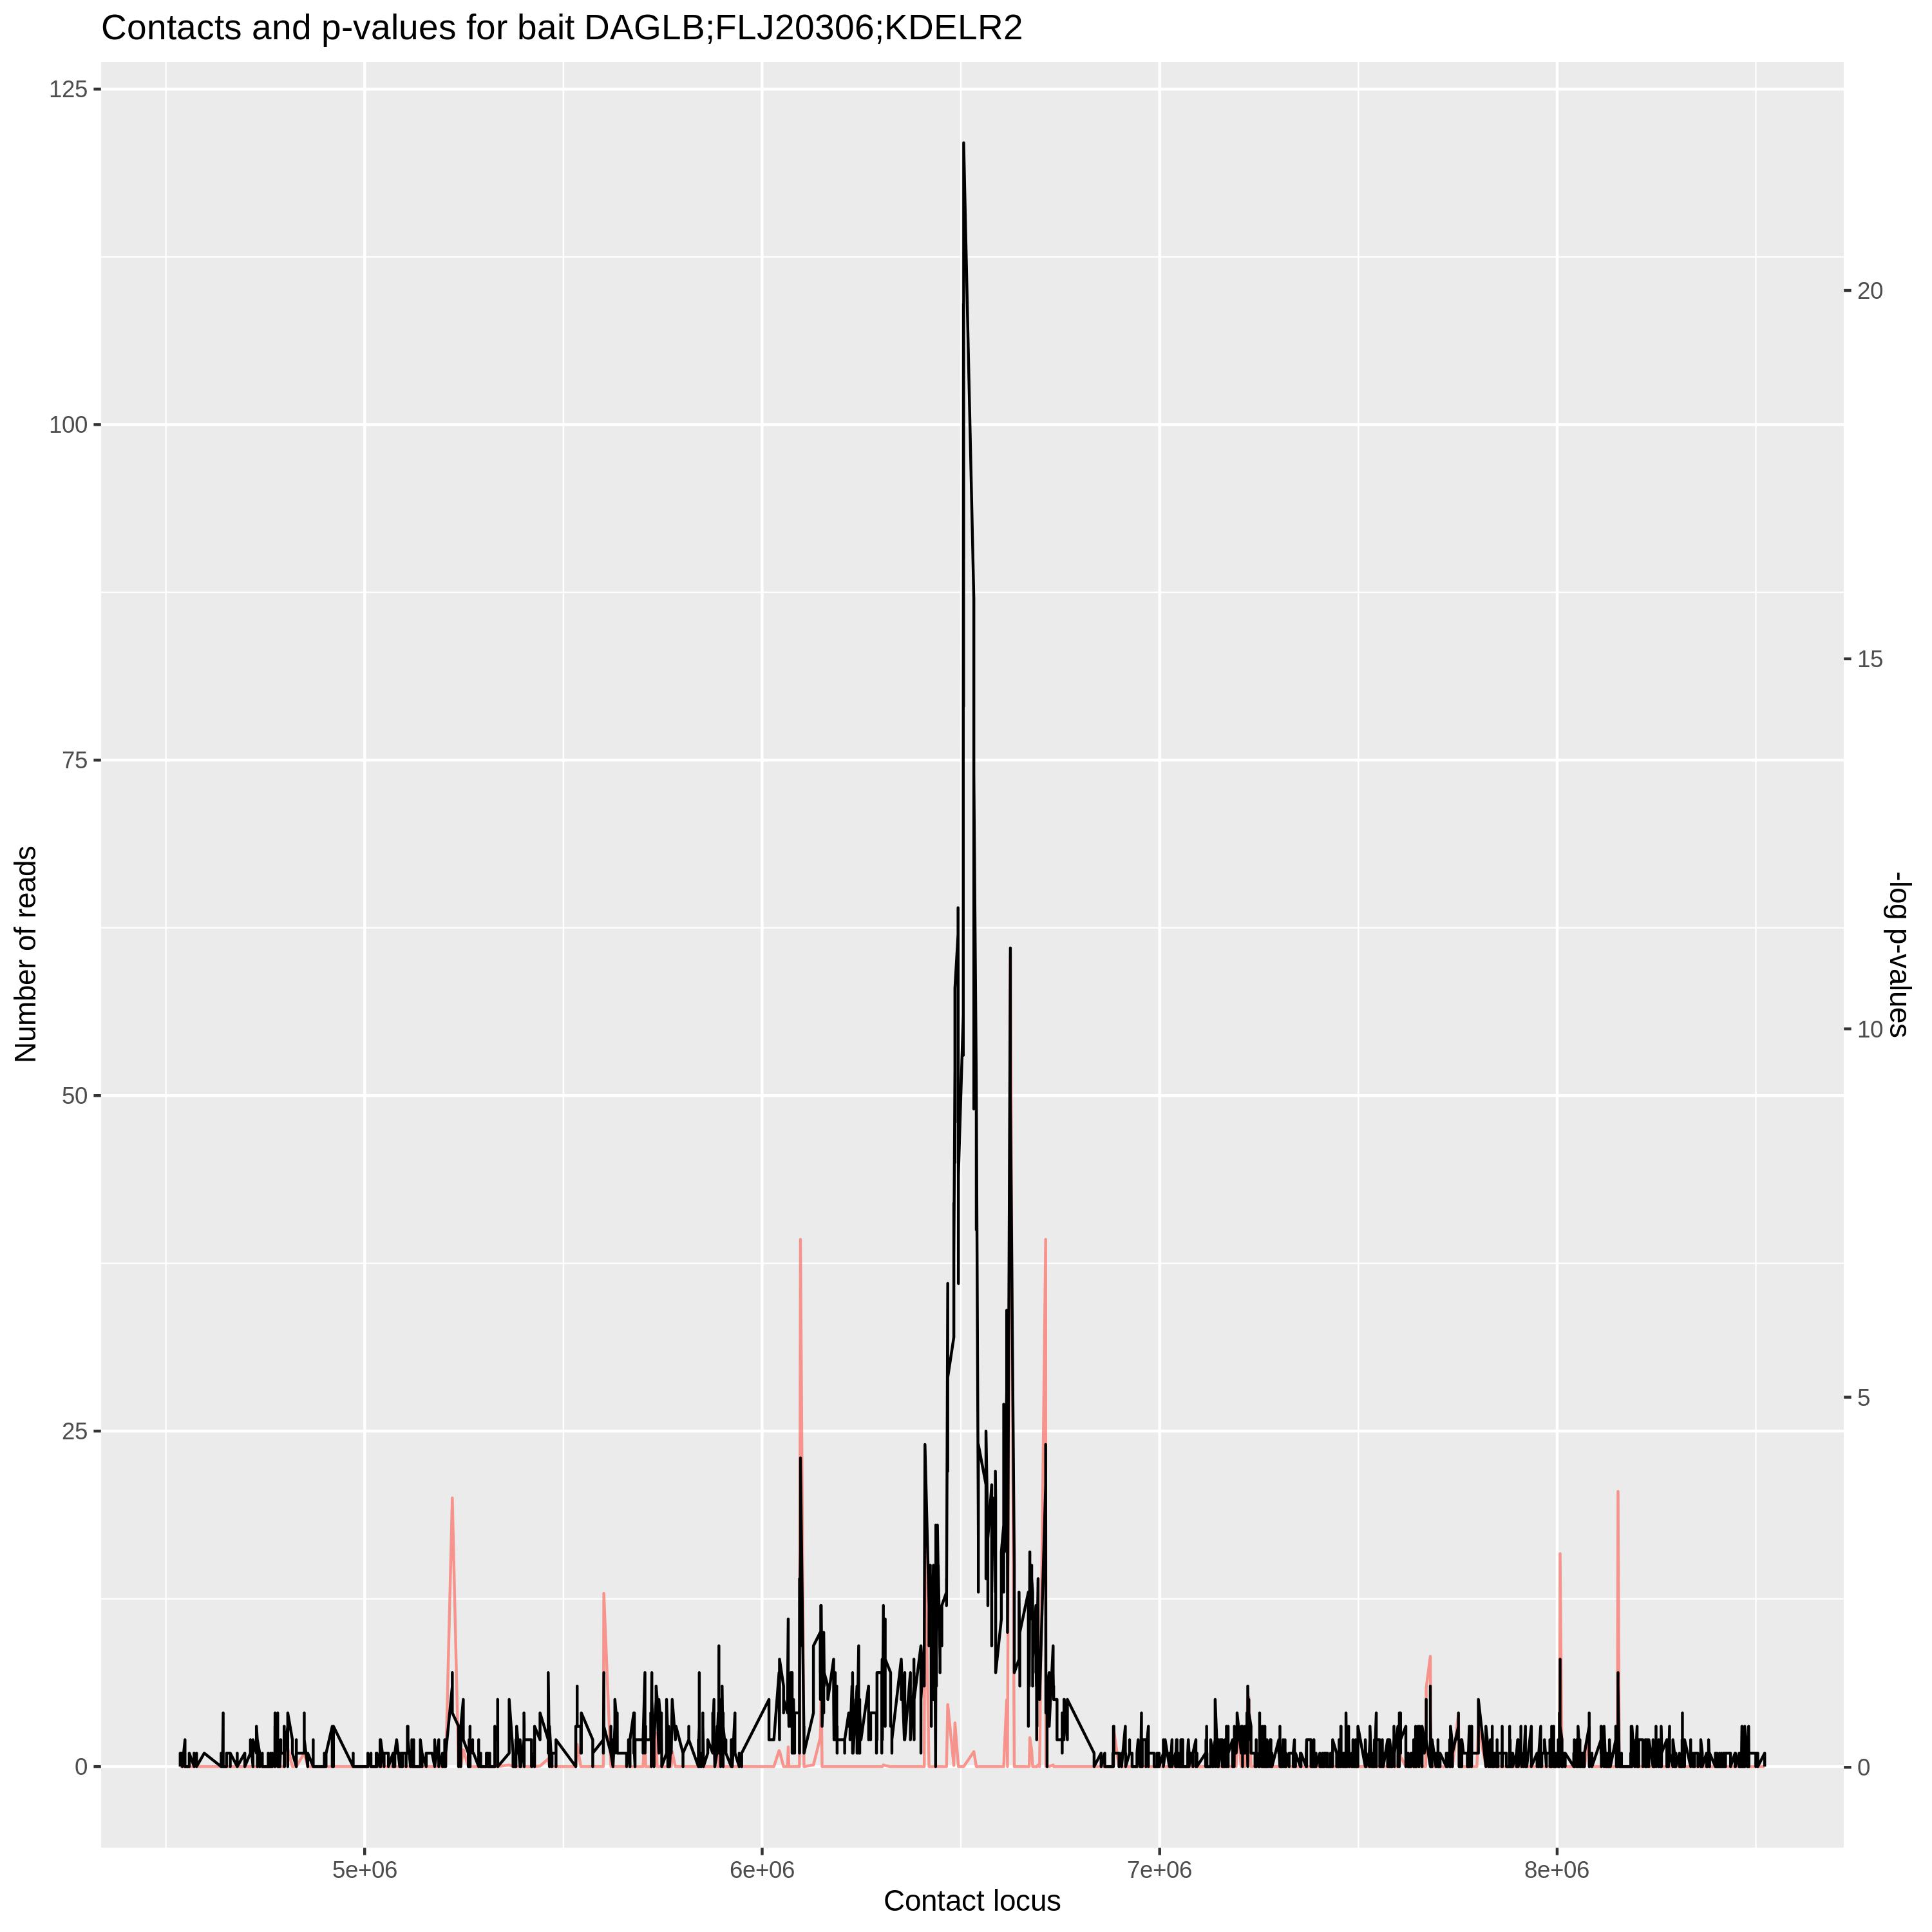 Contacts and p-values for bait DAGLB;FLJ20306;KDELR2
125
100
75
50
25
0
Number of reads
20
15
10
5
0
-log p-values
5e+06
6e+06
7e+06
8e+06
Contact locus